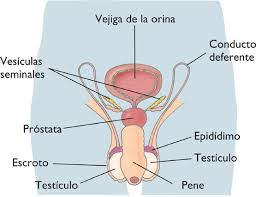 Vejiga de la orina
Vesículas
seminales
Conducto
deferente
Próstata
Epidídimo
Escroto
Testículo
Testículo
Pene